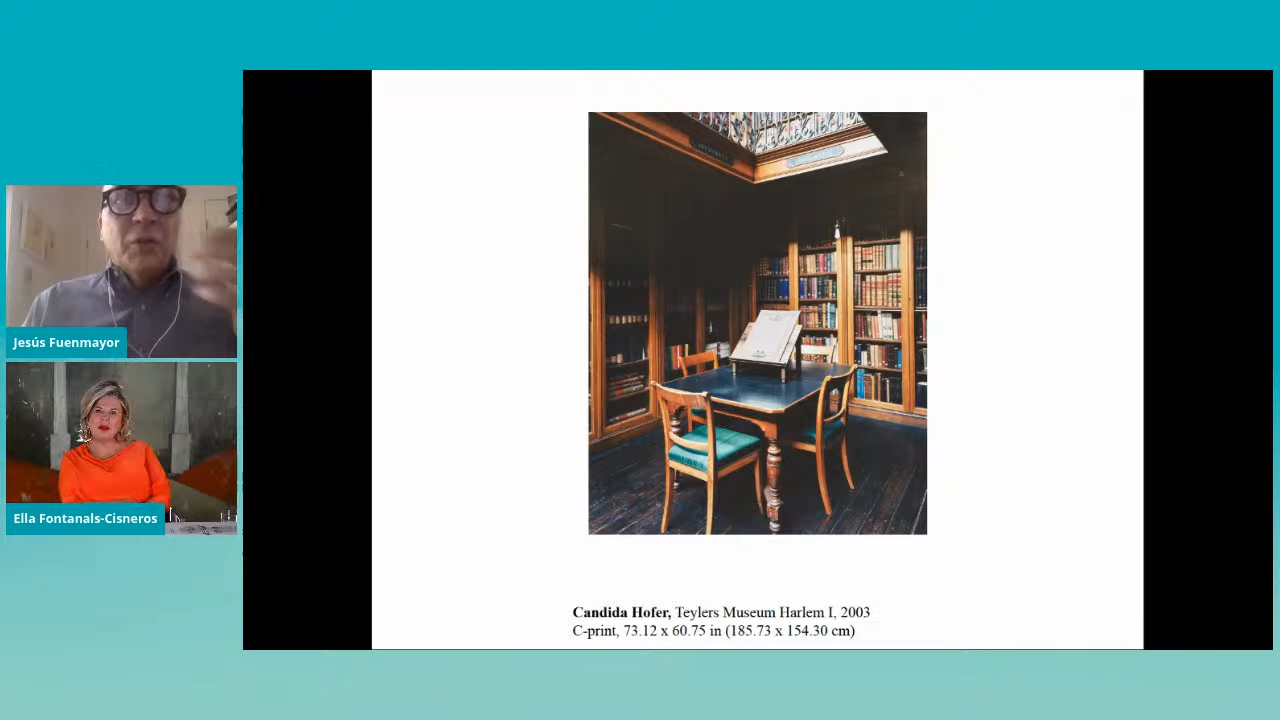 Jesús Fuenmayor
Ella Fontanals-Cisneros
Candida Hofer, Teylers Museum Harlem I, 2003
C-print, 73.12 x 60.75 in (185.73 x 154.30 cm)